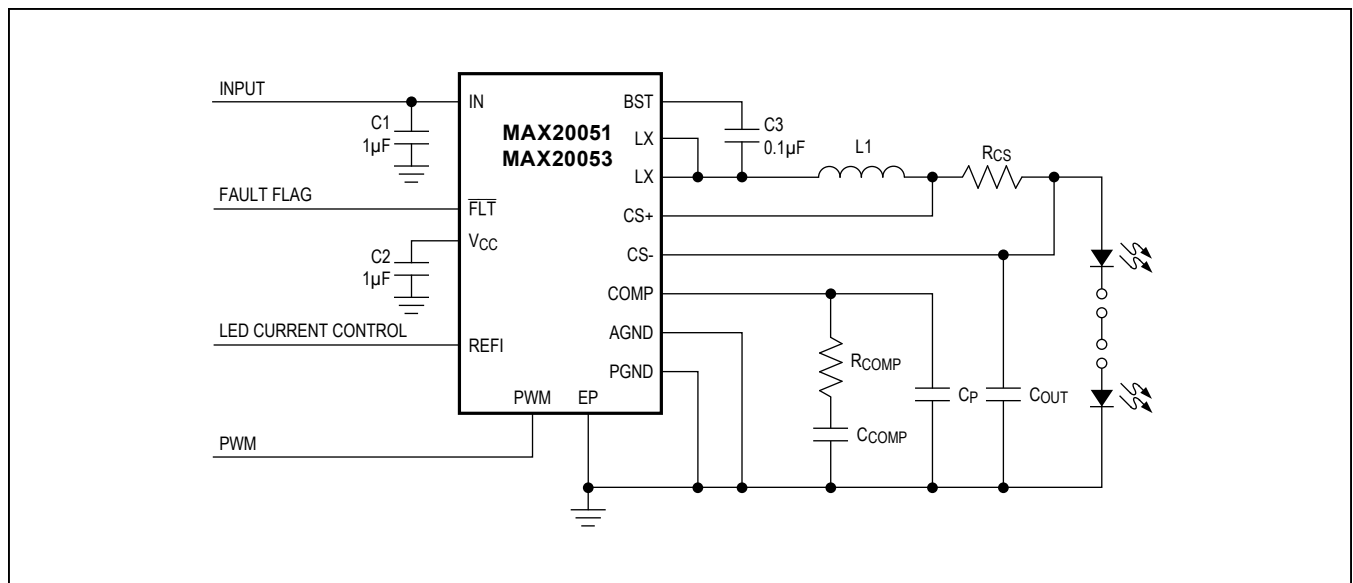 INPUT
C1
1µF
FAULT FLAG
C2
1µF
LED CURRENT CONTROL
PWM
IN
FLT
VCC
REFI
PWM
EP
MAX20051
MAX20053
BST
LX
LX
CS+
CS-
COMP
AGND
PGND
C3
0.1µF
L1
RCS
RCOMP
CCOMP
CP
COUT